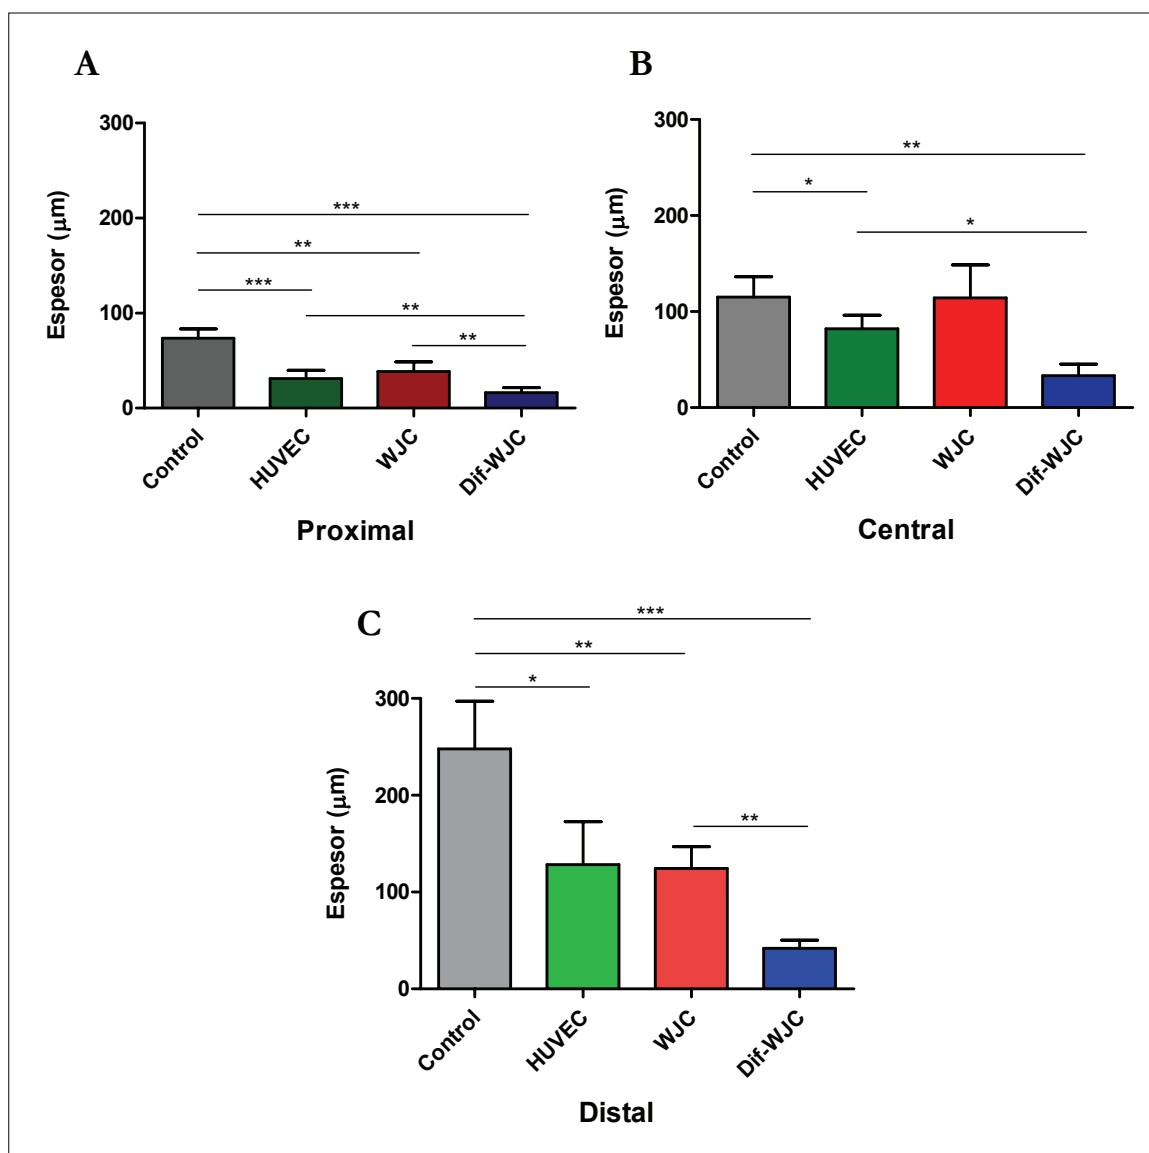 A
300
200
100
0
Espesor (μm)
***
**
***
**
**
Control
HUVEC
WJC
Dif-WJC
Proximal
B
300
200
100
0
Espesor (μm)
**
*
*
Control
HUVEC
WJC
Dif-WJC
Central
C
300
200
100
0
Espesor (μm)
***
**
*
**
Control
HUVEC
WJC
Dif-WJC
Distal